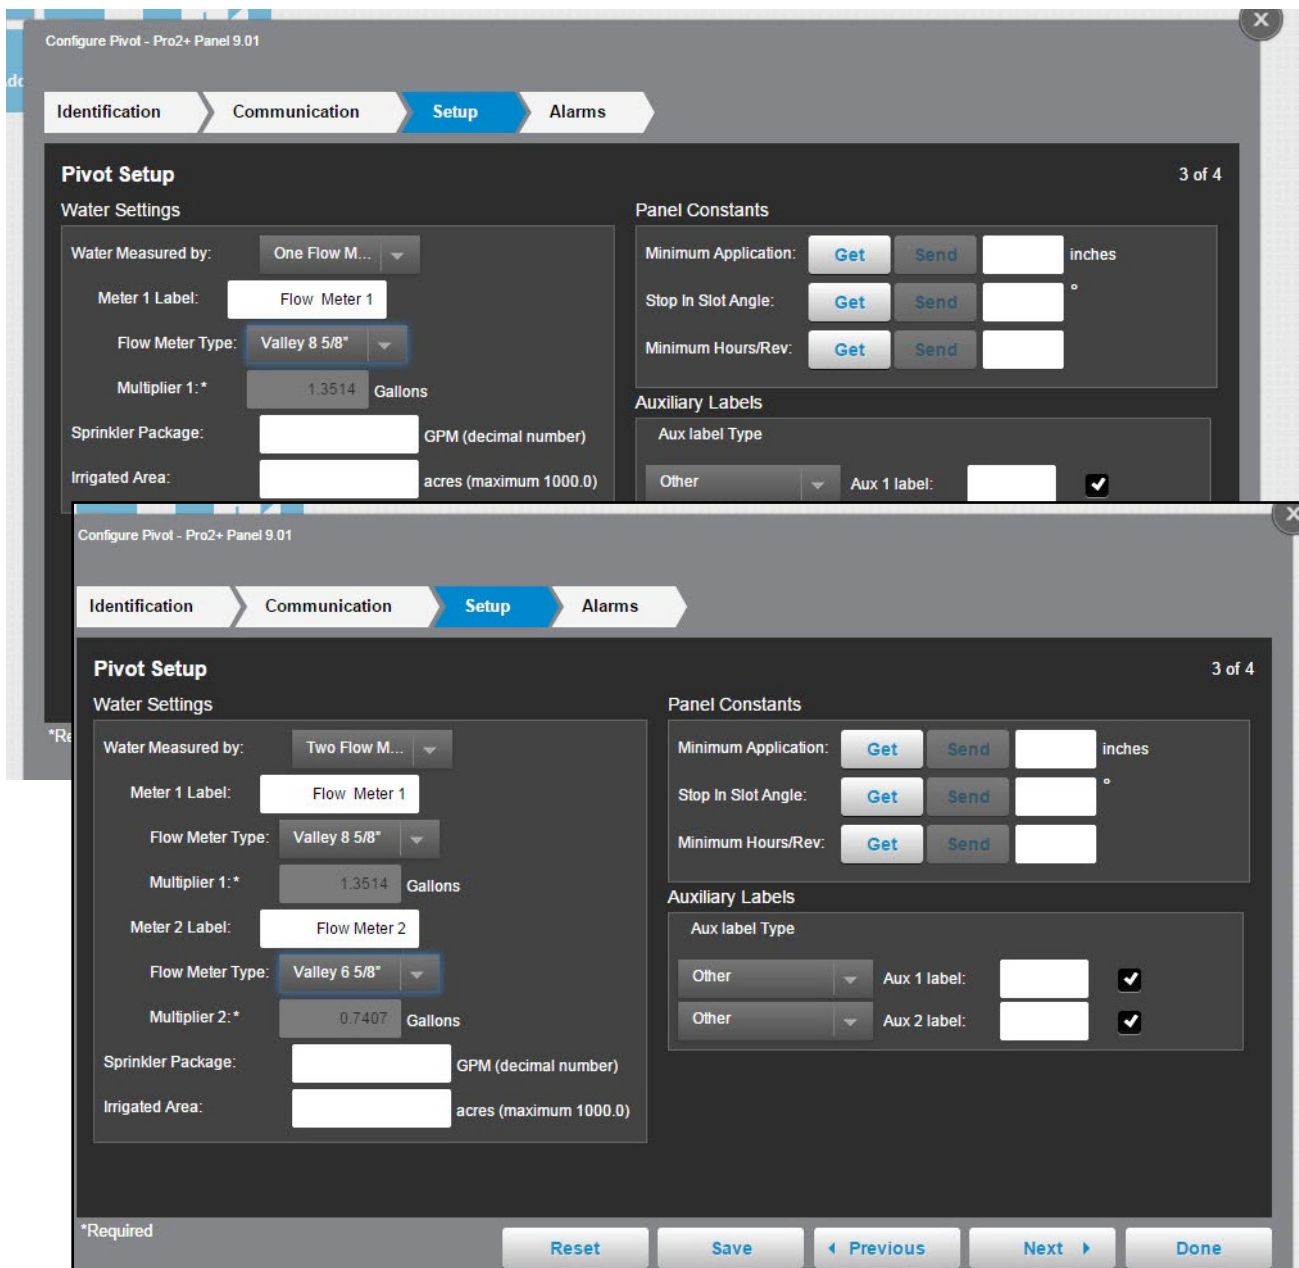 Configure Pivot - Pro2+ Panel 9.01
Identification Communication Setup Alarms
Pivot Setup 3 of 4
Water Settings
Water Measured by: One Flow M...
Meter 1 Label: Flow Meter 1
Flow Meter Type: Valley 8 5/8"
Multiplier 1:* 1.3514 Gallons
Sprinkler Package: GPM (decimal number)
Irrigated Area: acres (maximum 1000.0)
Panel Constants
Minimum Application: Get Send inches
Stop In Slot Angle: Get Send °
Minimum Hours/Rev: Get Send
Auxiliary Labels
Aux label Type
Other Aux 1 label:
Configure Pivot - Pro2+ Panel 9.01
Identification Communication Setup Alarms
Pivot Setup 3 of 4
Water Settings
Water Measured by: Two Flow M...
Meter 1 Label: Flow Meter 1
Flow Meter Type: Valley 8 5/8"
Multiplier 1:* 1.3514 Gallons
Meter 2 Label: Flow Meter 2
Flow Meter Type: Valley 6 5/8"
Multiplier 2:* 0.7407 Gallons
Sprinkler Package: GPM (decimal number)
Irrigated Area: acres (maximum 1000.0)
Panel Constants
Minimum Application: Get Send inches
Stop In Slot Angle: Get Send °
Minimum Hours/Rev: Get Send
Auxiliary Labels
Aux label Type
Other Aux 1 label:
Other Aux 2 label:
*Required
Reset Save Previous Next Done